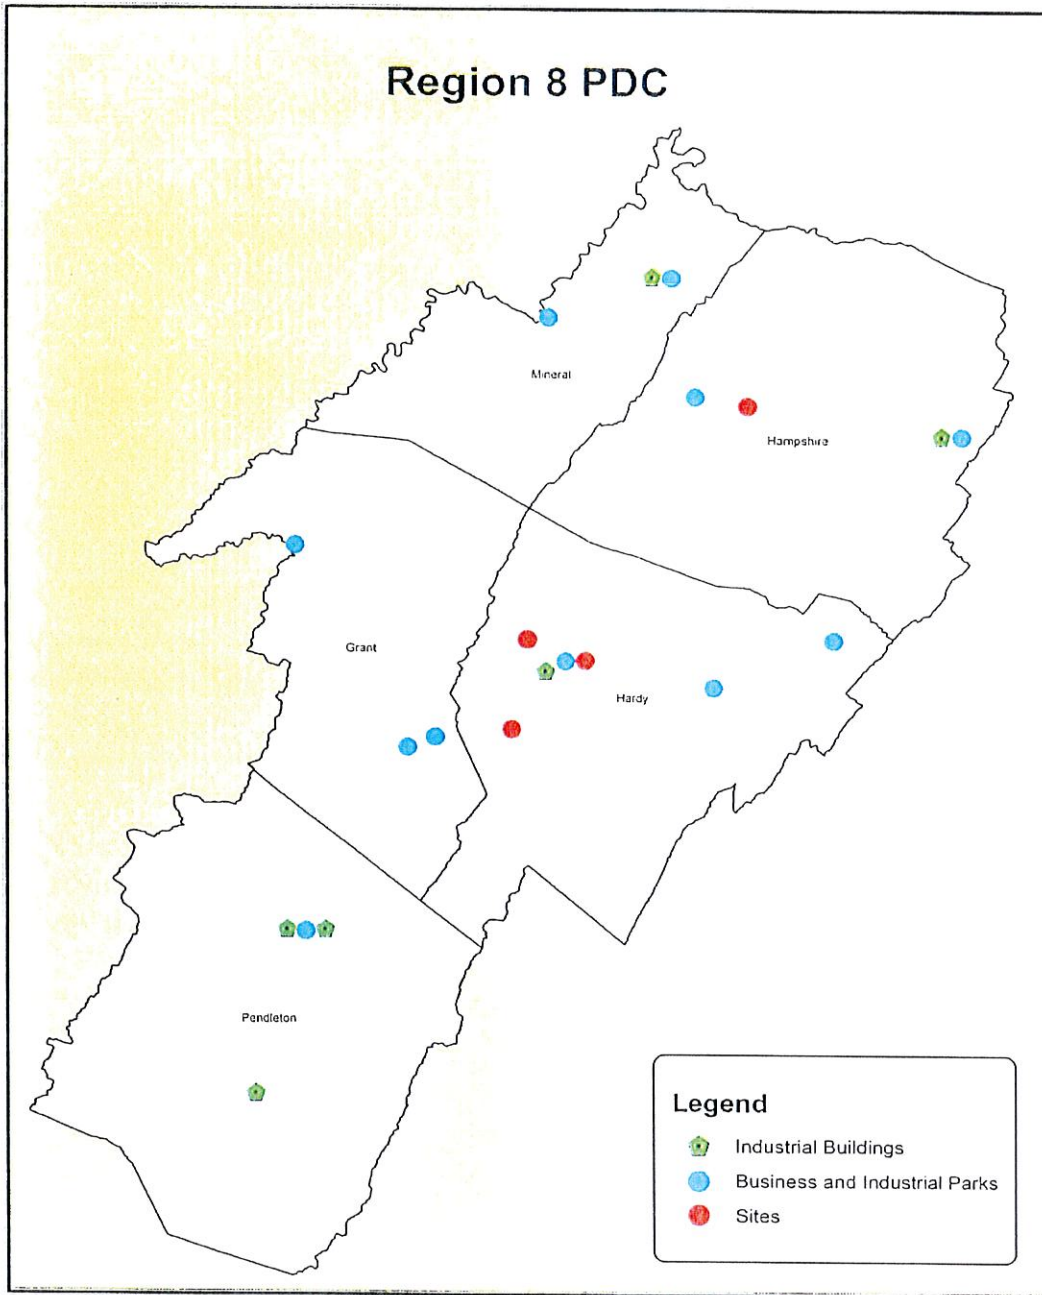 Region 8 PDC
Mineral
Hampshire
Grant
Hardy
Pendleton
Legend
Industrial Buildings
Business and Industrial Parks
Sites